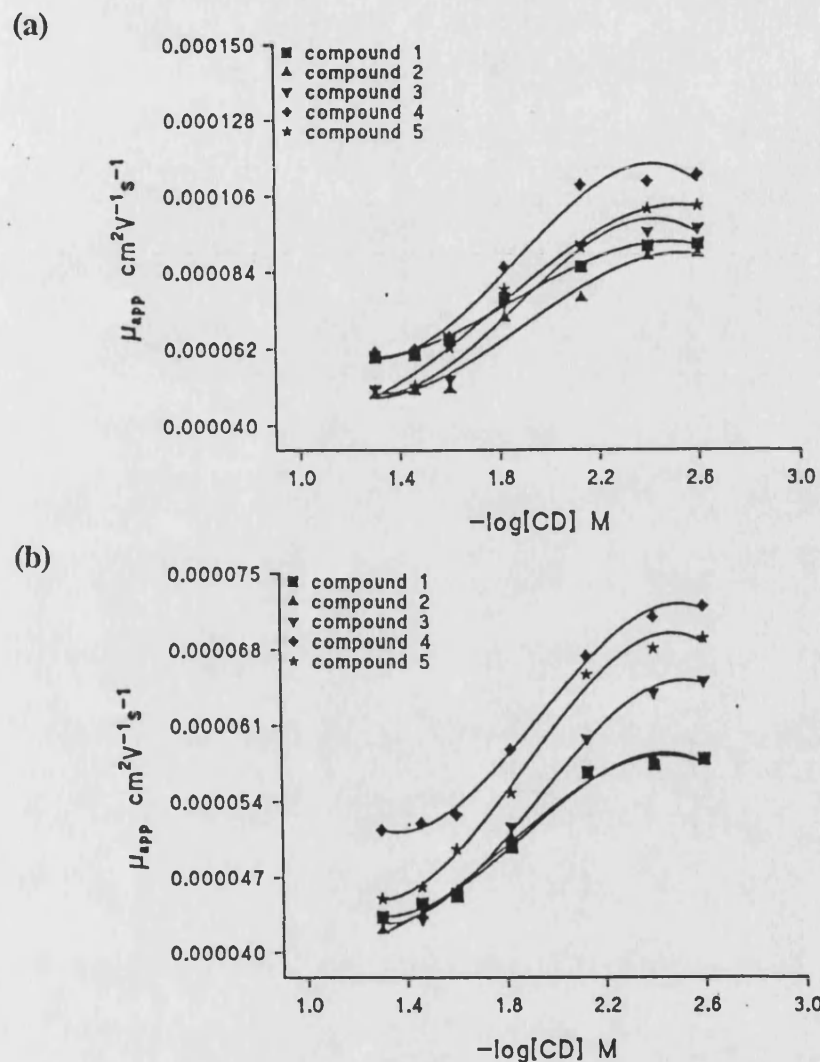 (a)
0.000150
0.000128
0.000106
0.000084
0.000062
0.000040
μapp cm²V⁻¹s⁻¹
compound 1
compound 2
compound 3
compound 4
compound 5
1.0 1.4 1.8 2.2 2.6 3.0
-log[CD] M
(b)
0.000075
0.000068
0.000061
0.000054
0.000047
0.000040
μapp cm²V⁻¹s⁻¹
compound 1
compound 2
compound 3
compound 4
compound 5
1.0 1.4 1.8 2.2 2.6 3.0
-log[CD] M